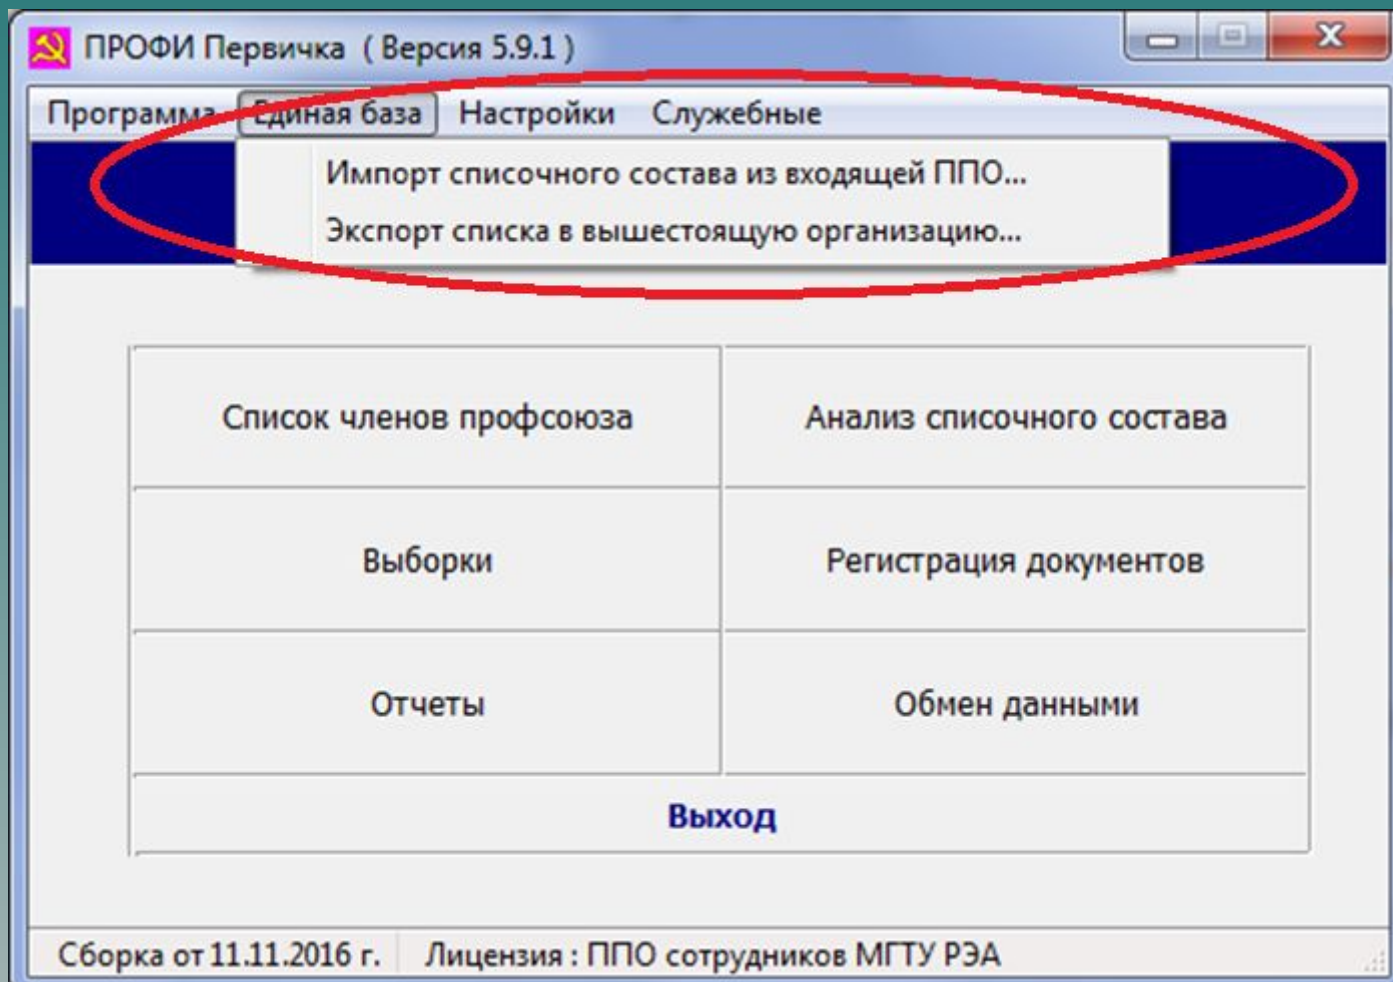 ПРОФИ Первичка ( Версия 5.9.1 )
Программа Единая база Настройки Служебные
Импорт списочного состава из входящей ППО...
Экспорт списка в вышестоящую организацию...
Список членов профсоюза Анализ списочного состава
Выборки Регистрация документов
Отчеты Обмен данными
Выход
Сборка от 11.11.2016 г. Лицензия : ППО сотрудников МГТУ РЭА